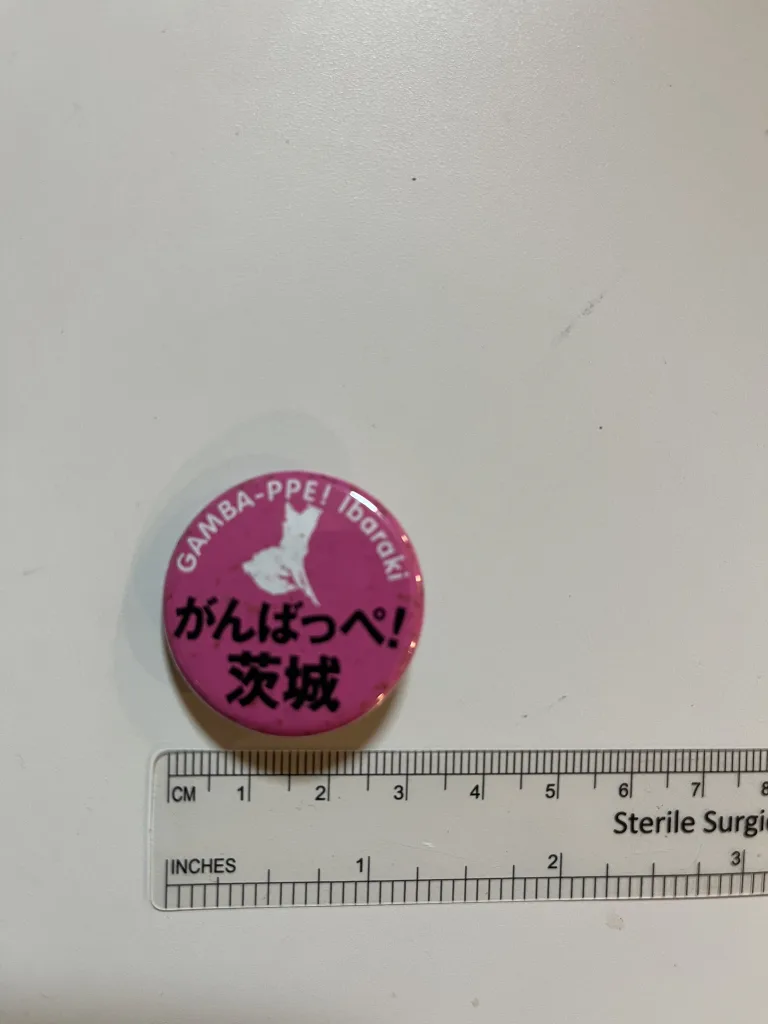 GAMBA-PPE! Ibaraki
がんばっぺ!
茨城
CM 1 2 3 4 5 6 7 8
Sterile Surgi
INCHES 1 2 3